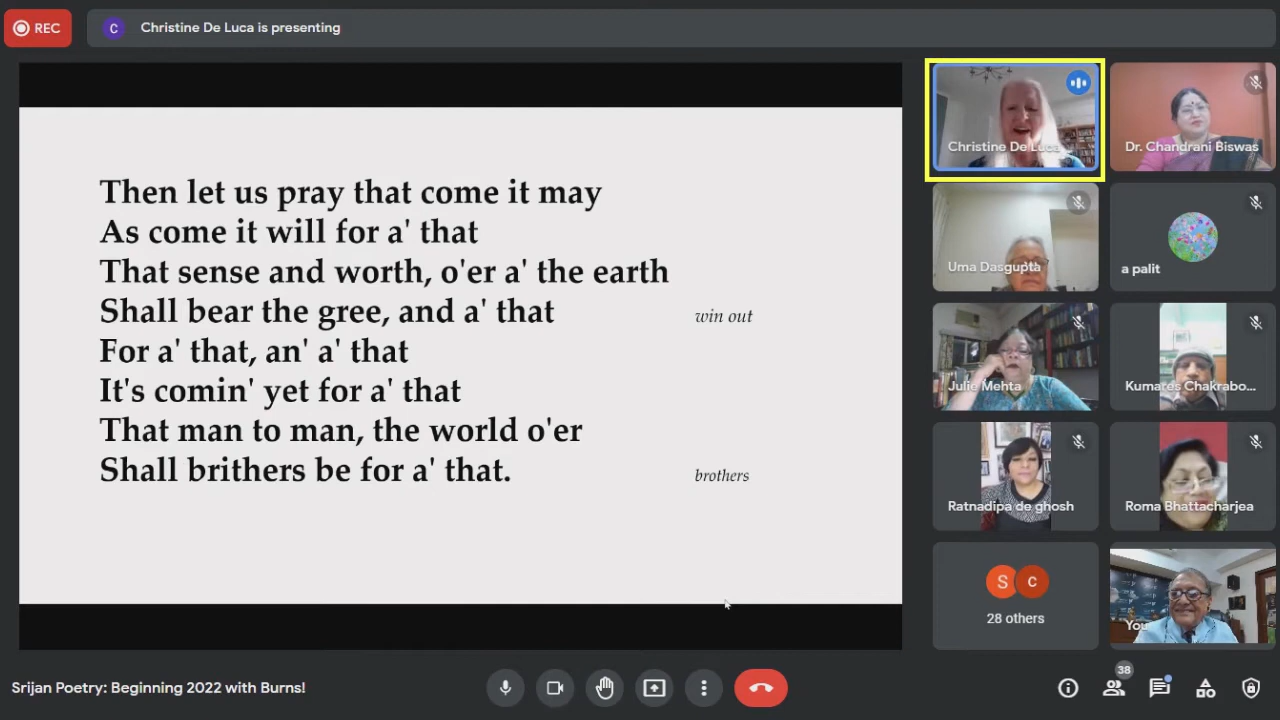 REC
C
Christine De Luca is presenting
Then let us pray that come it may
As come it will for a' that
That sense and worth, o'er a' the earth
Shall bear the gree, and a' that
win out
For a' that, an' a' that
It's comin' yet for a' that
That man to man, the world o'er
Shall brithers be for a' that.
brothers
Christine De Luca
Dr. Chandrani Biswas
Uma Dasgupta
a palit
Julie Mehta
Kumares Chakrabo...
Ratnadipa de ghosh
Roma Bhattacharjea
S
C
28 others
You
Srijan Poetry: Beginning 2022 with Burns!
38